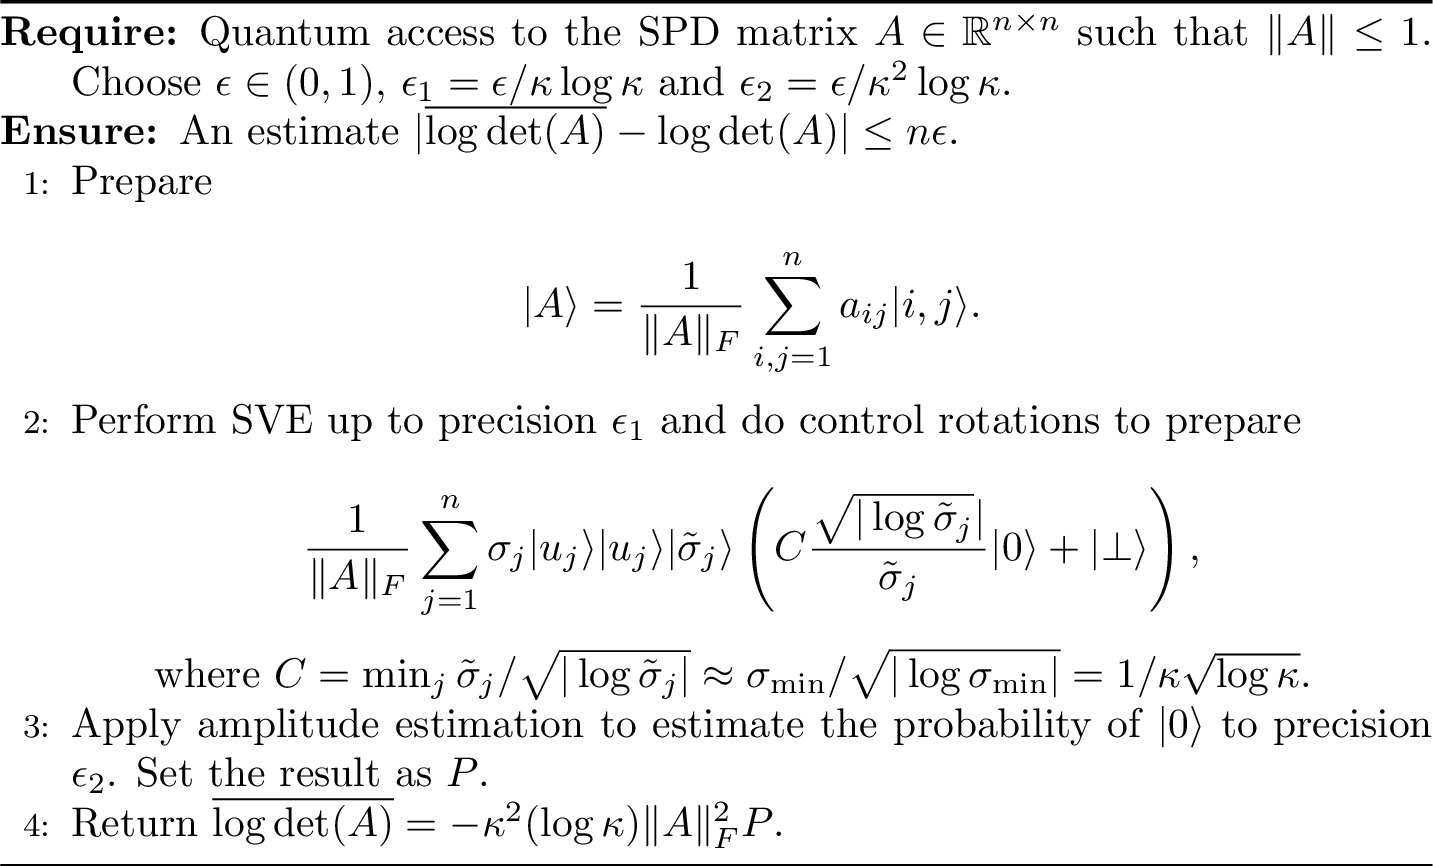 Require: Quantum access to the SPD matrix $A \in \mathbb{R}^{n \times n}$ such that $\|A\| \leq 1$.
Choose $\epsilon \in (0, 1)$, $\epsilon_1 = \epsilon/\kappa \log \kappa$ and $\epsilon_2 = \epsilon/\kappa^2 \log \kappa$.
Ensure: An estimate $|\overline{\log \det(A)} - \log \det(A)| \leq n\epsilon$.
1: Prepare
$|A\rangle = \frac{1}{\|A\|_F} \sum_{i,j=1}^{n} a_{ij} |i, j\rangle.$
2: Perform SVE up to precision $\epsilon_1$ and do control rotations to prepare
$\frac{1}{\|A\|_F} \sum_{j=1}^{n} \sigma_j |u_j\rangle |u_j\rangle |\tilde{\sigma}_j\rangle \left( C \frac{\sqrt{|\log \tilde{\sigma}_j}|}{\tilde{\sigma}_j} |0\rangle + |\perp\rangle \right),$
where $C = \min_j \tilde{\sigma}_j / \sqrt{|\log \tilde{\sigma}_j|} \approx \sigma_{\min} / \sqrt{|\log \sigma_{\min}|} = 1/\kappa\sqrt{\log \kappa}$.
3: Apply amplitude estimation to estimate the probability of $|0\rangle$ to precision
$\epsilon_2$. Set the result as $P$.
4: Return $\overline{\log \det(A)} = -\kappa^2 (\log \kappa) \|A\|_F^2 P$.